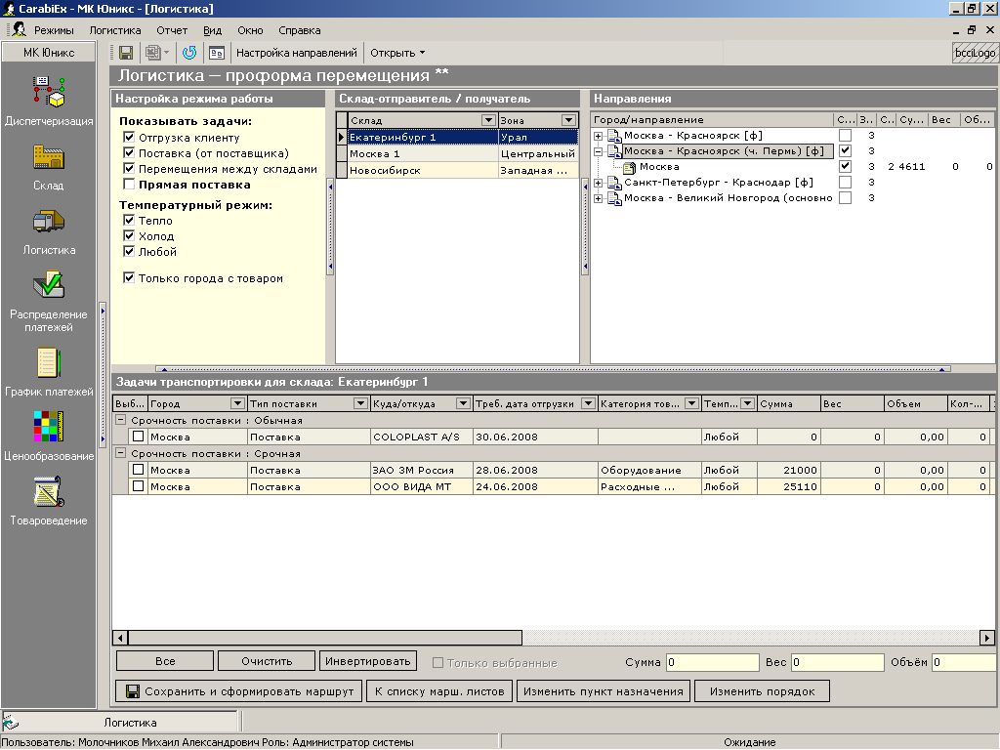 CarabiEx - МК Юникс - [Логистика]
Режимы Логистика Отчет Вид Окно Справка
МК Юникс
Настройка направлений Открыть
bcciLogo
Логистика — проформа перемещения **
Диспетчеризация
Склад
Логистика
Распределение платежей
График платежей
Ценообразование
Товароведение
Настройка режима работы
Показывать задачи:
Отгрузка клиенту
Поставка (от поставщика)
Перемещения между складами
Прямая поставка
Температурный режим:
Тепло
Холод
Любой
Только города с товаром
Склад-отправитель / получатель
Склад Зона
Екатеринбург 1 Урал
Москва 1 Центральный
Новосибирск Западная ...
Направления
Город/направление С... З... С.. Су... Вес Об...
Москва - Красноярск [ф] 3
Москва - Красноярск (ч. Пермь) [ф] 3
Москва 3 2 4611 0 0
Санкт-Петербург - Краснодар [ф] 3
Москва - Великий Новгород (основно 3
Задачи транспортировки для склада: Екатеринбург 1
Выб... Город Тип поставки Куда/откуда Треб. дата отгрузки Категория тов... Темп... Сумма Вес Объем Кол-...
Срочность поставки : Обычная
Москва Поставка COLOPLAST A/S 30.06.2008 Любой 0 0 0,00 0
Срочность поставки : Срочная
Москва Поставка ЗАО 3М Россия 28.06.2008 Оборудование Любой 21000 0 0,00 0
Москва Поставка ООО ВИДА МТ 24.06.2008 Расходные ... Любой 25110 0 0,00 0
Все Очистить Инвертировать Только выбранные Сумма 0 Вес 0 Объём 0
Сохранить и сформировать маршрут К списку марш. листов Изменить пункт назначения Изменить порядок
Логистика
Пользователь: Молочников Михаил Александрович Роль: Администратор системы Ожидание